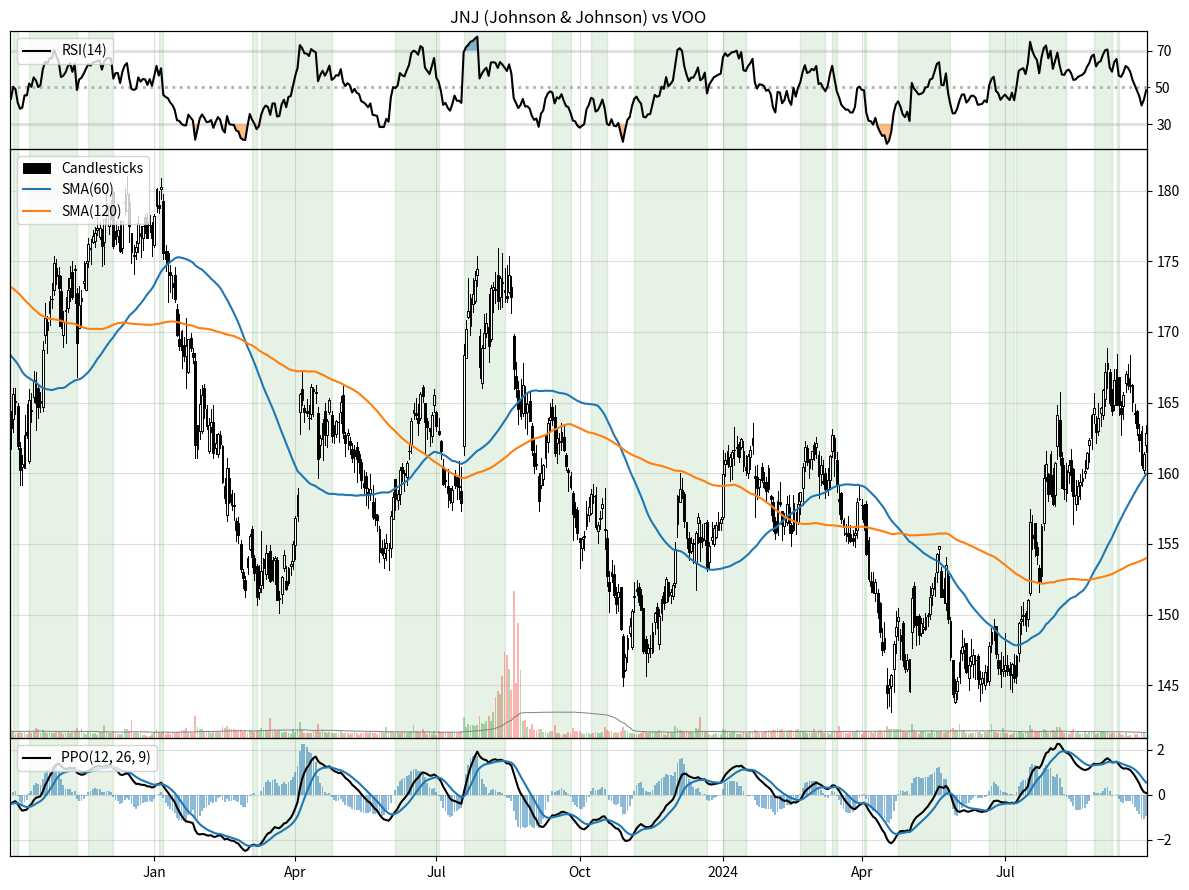 JNJ (Johnson & Johnson) vs VOO
RSI(14)
70
50
30
Candlesticks
SMA(60)
SMA(120)
180
175
170
165
160
155
150
145
PPO(12, 26, 9)
2
0
−2
Jan
Apr
Jul
Oct
2024
Apr
Jul